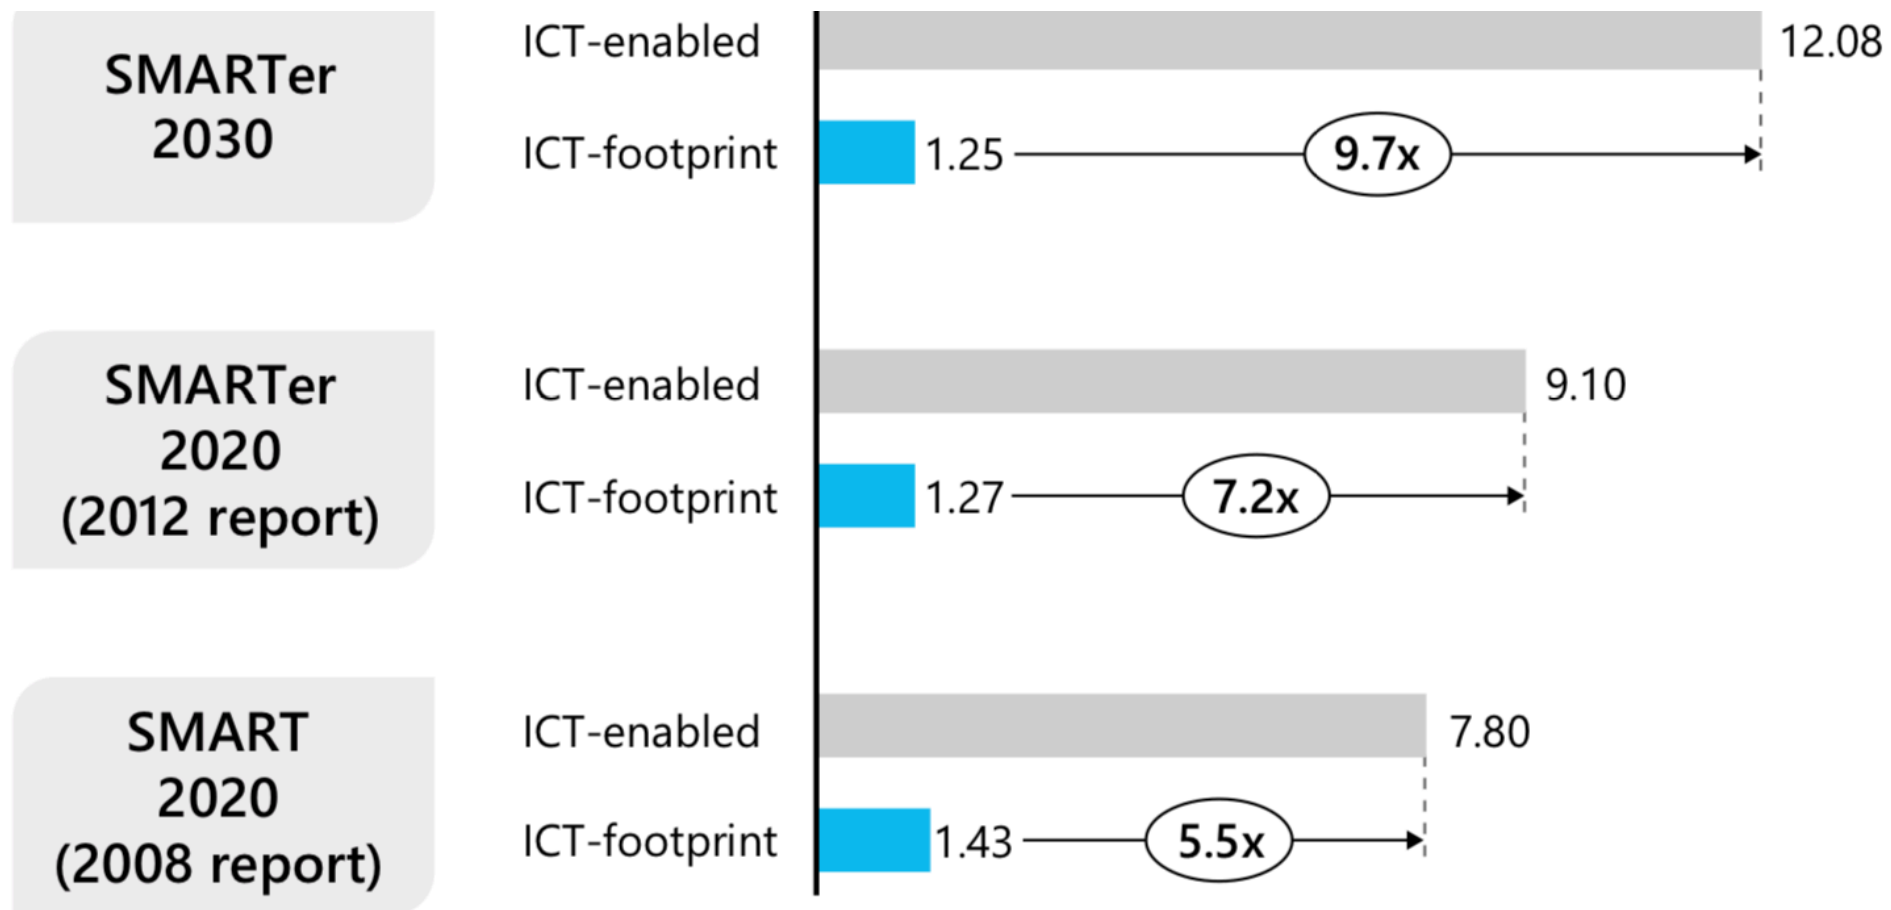 SMARTer
2030
ICT-enabled
12.08
ICT-footprint
1.25
9.7x
SMARTer
2020
(2012 report)
ICT-enabled
9.10
ICT-footprint
1.27
7.2x
SMART
2020
(2008 report)
ICT-enabled
7.80
ICT-footprint
1.43
5.5x